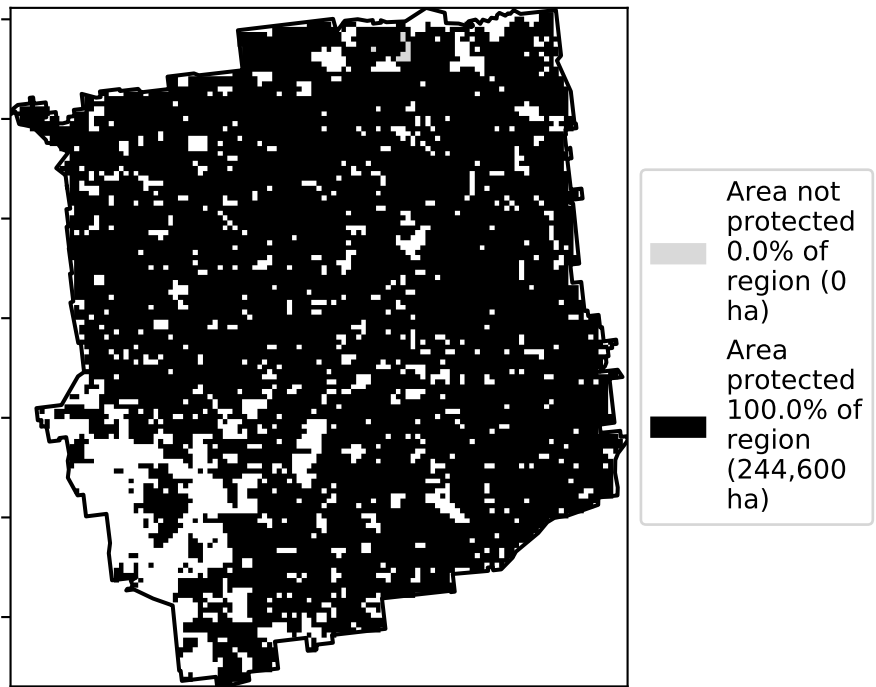 Area not
protected
0.0% of
region (0
ha)
Area
protected
100.0% of
region
(244,600
ha)